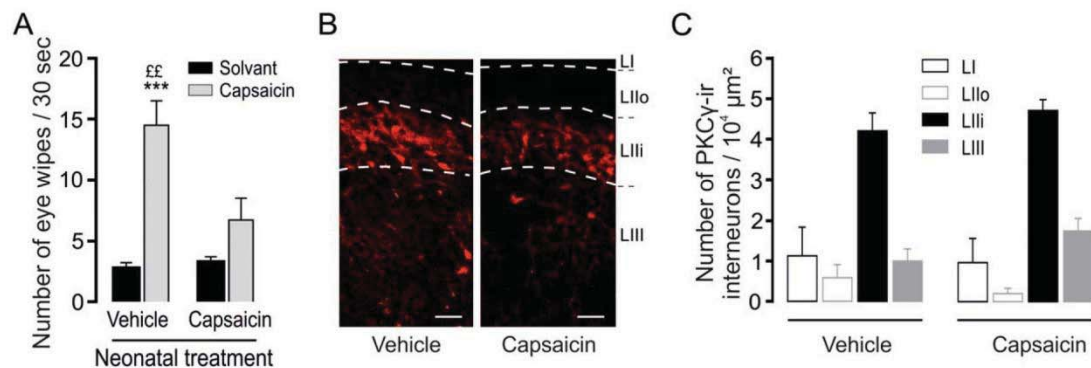 A
Number of eye wipes / 30 sec
20
15
10
5
0
££
***
Solvent
Capsaicin
Vehicle Capsaicin
Neonatal treatment
B
LI
LIIo
LIIi
LIII
Vehicle Capsaicin
C
Number of PKCγ-ir
interneurons / 10⁴ µm²
6
5
4
3
2
1
0
LI
LIIo
LIIi
LIII
Vehicle Capsaicin